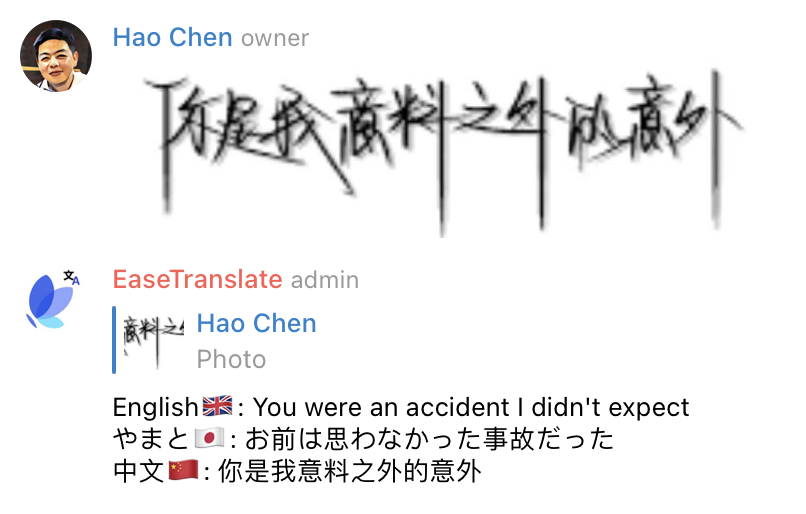 Hao Chen owner
你是我意料之外的意外
文A
EaseTranslate admin
意料之外
Hao Chen
Photo
English🇬🇧: You were an accident I didn't expect
やまと🇯🇵: お前は思わなかった事故だった
中文🇨🇳: 你是我意料之外的意外